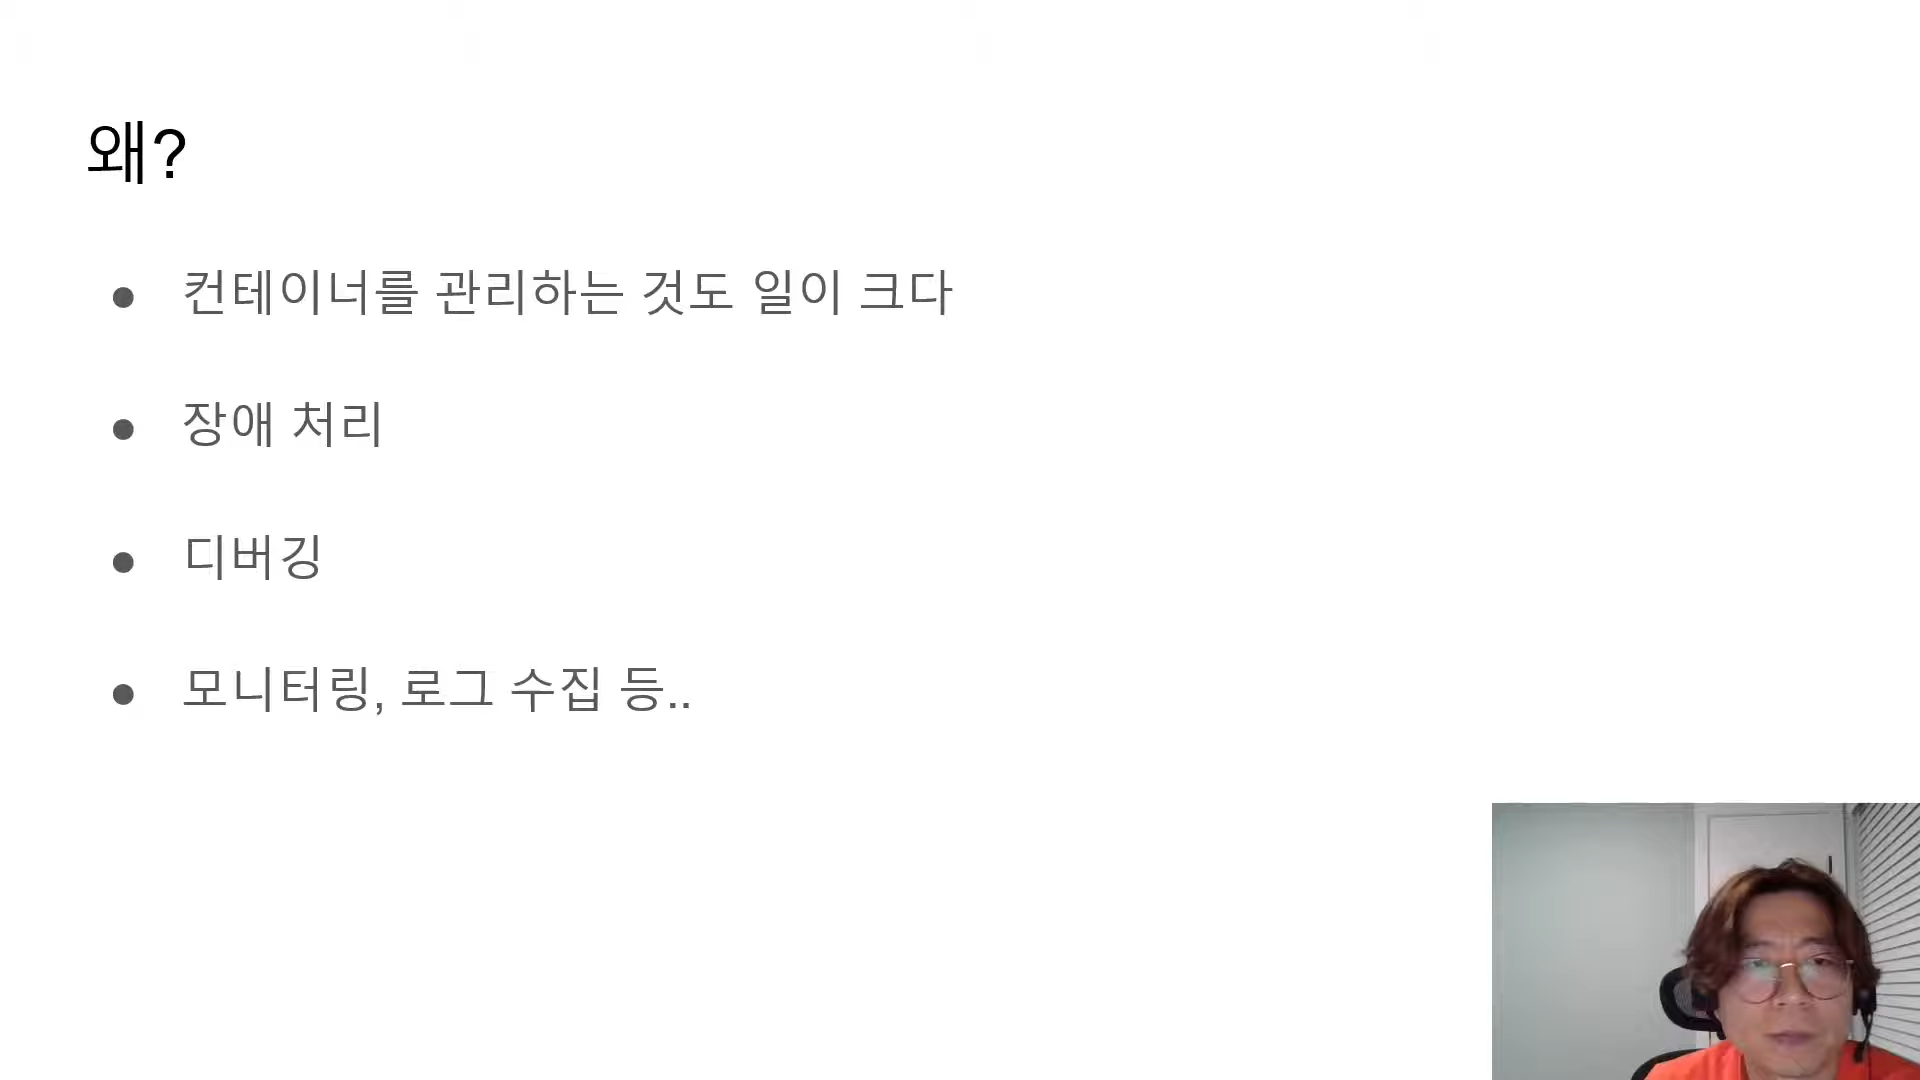 왜?
● 컨테이너를 관리하는 것도 일이 크다
● 장애 처리
● 디버깅
● 모니터링, 로그 수집 등..